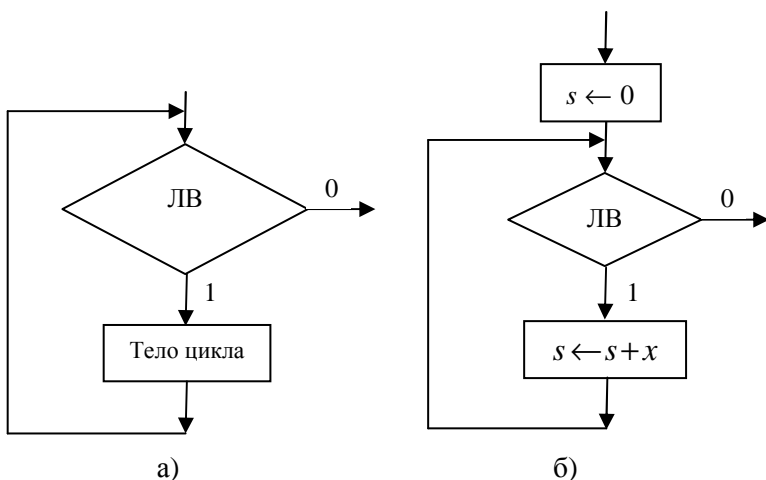 ЛВ
0
1
Тело цикла
а)
s ← 0
ЛВ
0
1
s ← s + x
б)